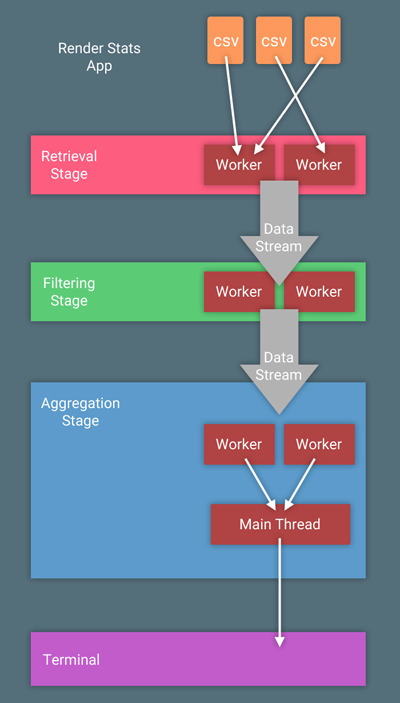 Render Stats
App
CSV
CSV
CSV
Retrieval
Stage
Worker
Worker
Data
Stream
Filtering
Stage
Worker
Worker
Data
Stream
Aggregation
Stage
Worker
Worker
Main Thread
Terminal